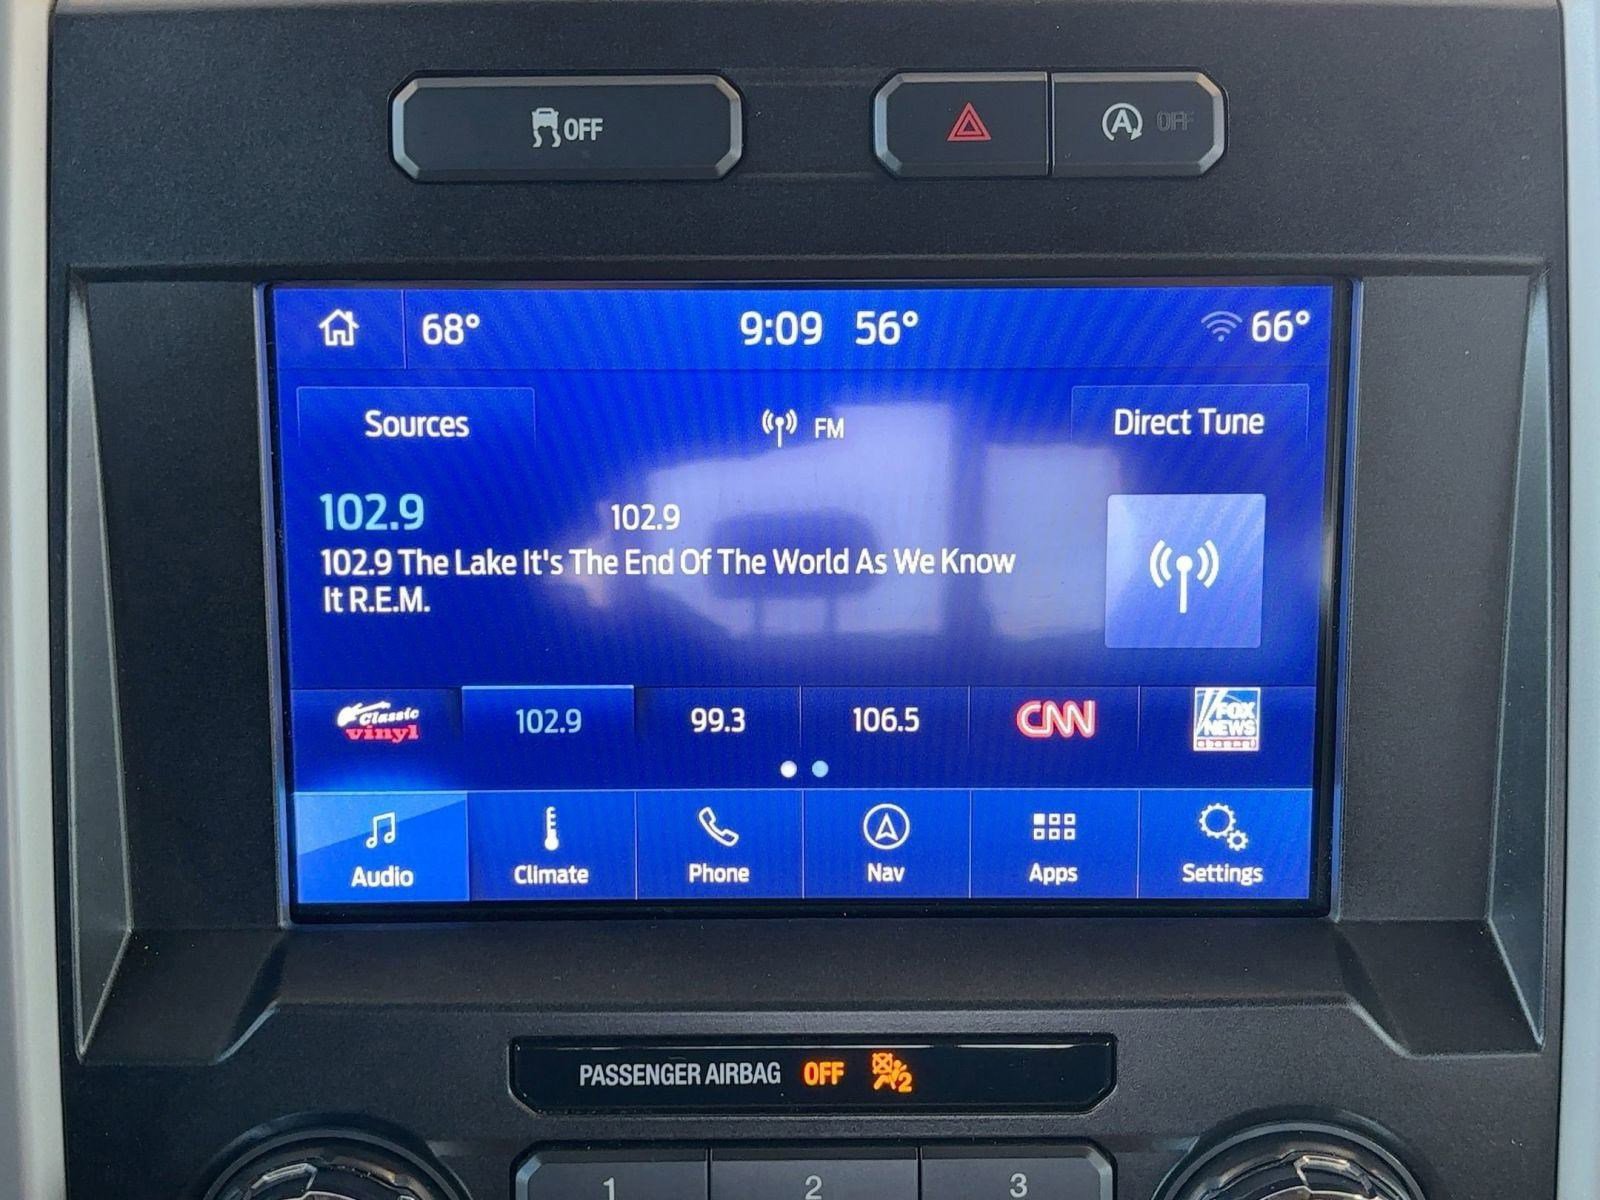 OFF
A OFF
68° 9:09 56° 66°
Sources FM Direct Tune
102.9 102.9
102.9 The Lake It's The End Of The World As We Know
It R.E.M.
Classic vinyl 102.9 99.3 106.5 CNN FOX NEWS channel
Audio Climate Phone Nav Apps Settings
PASSENGER AIRBAG OFF 2
1 2 3